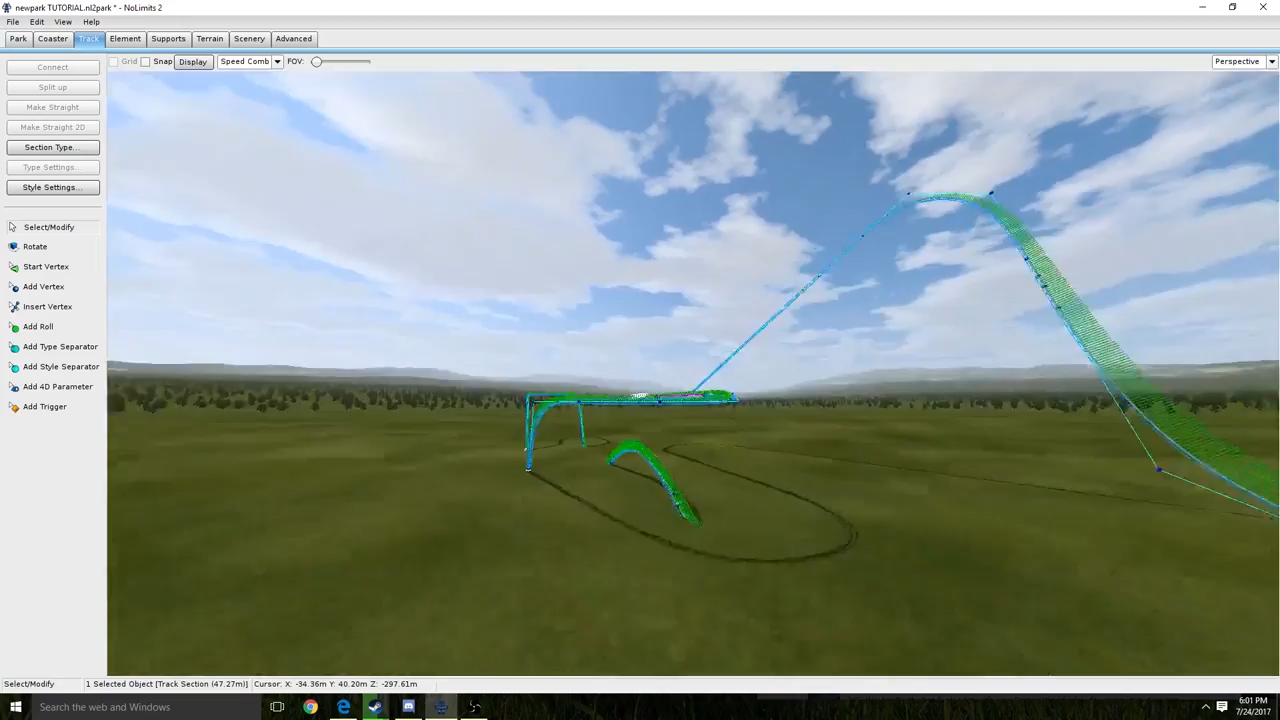 newpark TUTORIAL.nl2park * - NoLimits 2
File Edit View Help
Park Coaster Track Element Supports Terrain Scenery Advanced
Grid Snap Display Speed Comb FOV: Perspective
Connect
Split up
Make Straight
Make Straight 2D
Section Type...
Type Settings...
Style Settings...
Select/Modify
Rotate
Start Vertex
Add Vertex
Insert Vertex
Add Roll
Add Type Separator
Add Style Separator
Add 4D Parameter
Add Trigger
Select/Modify 1 Selected Object [Track Section (47.27m)] Cursor: X: -34.36m Y: 40.20m Z: -297.61m
Search the web and Windows
6:01 PM
7/24/2017